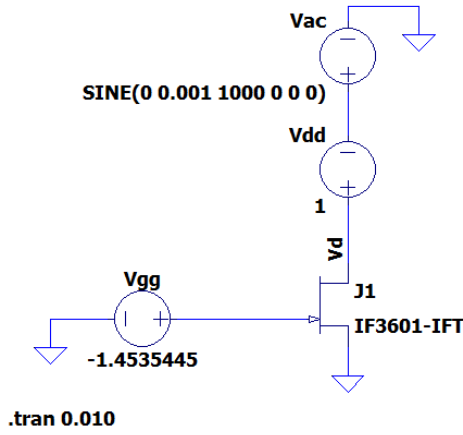 Vac
SINE(0 0.001 1000 0 0 0)
Vdd
1
Vd
Vgg
J1
IF3601-IFT
-1.4535445
.tran 0.010